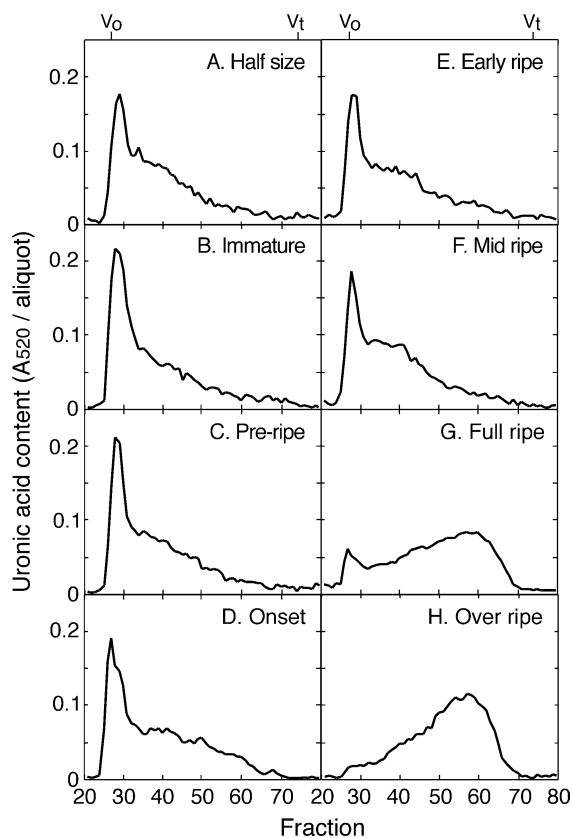 Vo Vt Vo Vt
A. Half size
E. Early ripe
0.2
0.1
0
B. Immature
F. Mid ripe
0.2
0.1
0
C. Pre-ripe
G. Full ripe
0.2
0.1
0
D. Onset
H. Over ripe
0.2
0.1
0
20 30 40 50 60 70 20 30 40 50 60 70 80
Fraction
Uronic acid content (A520 / aliquot)